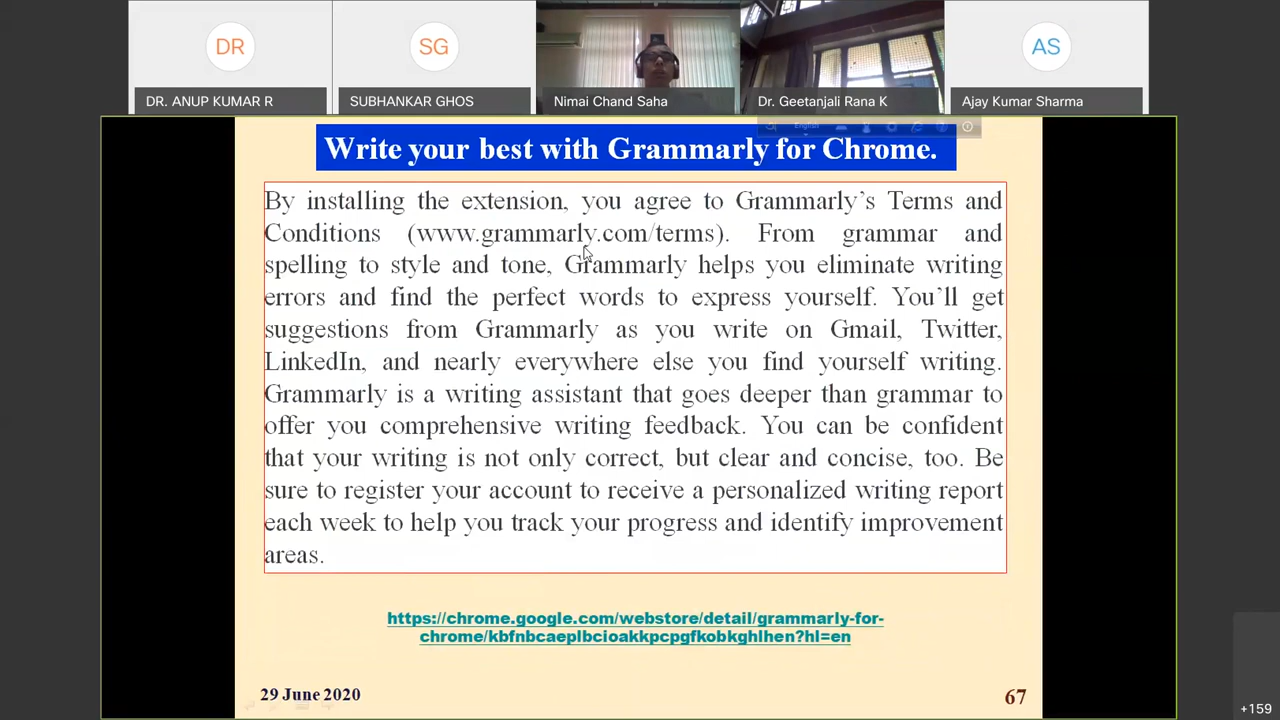 DR
SG
AS
DR. ANUP KUMAR R
SUBHANKAR GHOS
Nimai Chand Saha
Dr. Geetanjali Rana K
Ajay Kumar Sharma
English
Write your best with Grammarly for Chrome.
By installing the extension, you agree to Grammarly's Terms and
Conditions (www.grammarly.com/terms). From grammar and
spelling to style and tone, Grammarly helps you eliminate writing
errors and find the perfect words to express yourself. You'll get
suggestions from Grammarly as you write on Gmail, Twitter,
LinkedIn, and nearly everywhere else you find yourself writing.
Grammarly is a writing assistant that goes deeper than grammar to
offer you comprehensive writing feedback. You can be confident
that your writing is not only correct, but clear and concise, too. Be
sure to register your account to receive a personalized writing report
each week to help you track your progress and identify improvement
areas.
https://chrome.google.com/webstore/detail/grammarly-for-
chrome/kbfnbcaeplbcioakkpcpgfkobkghlhen?hl=en
29 June 2020
67
+159